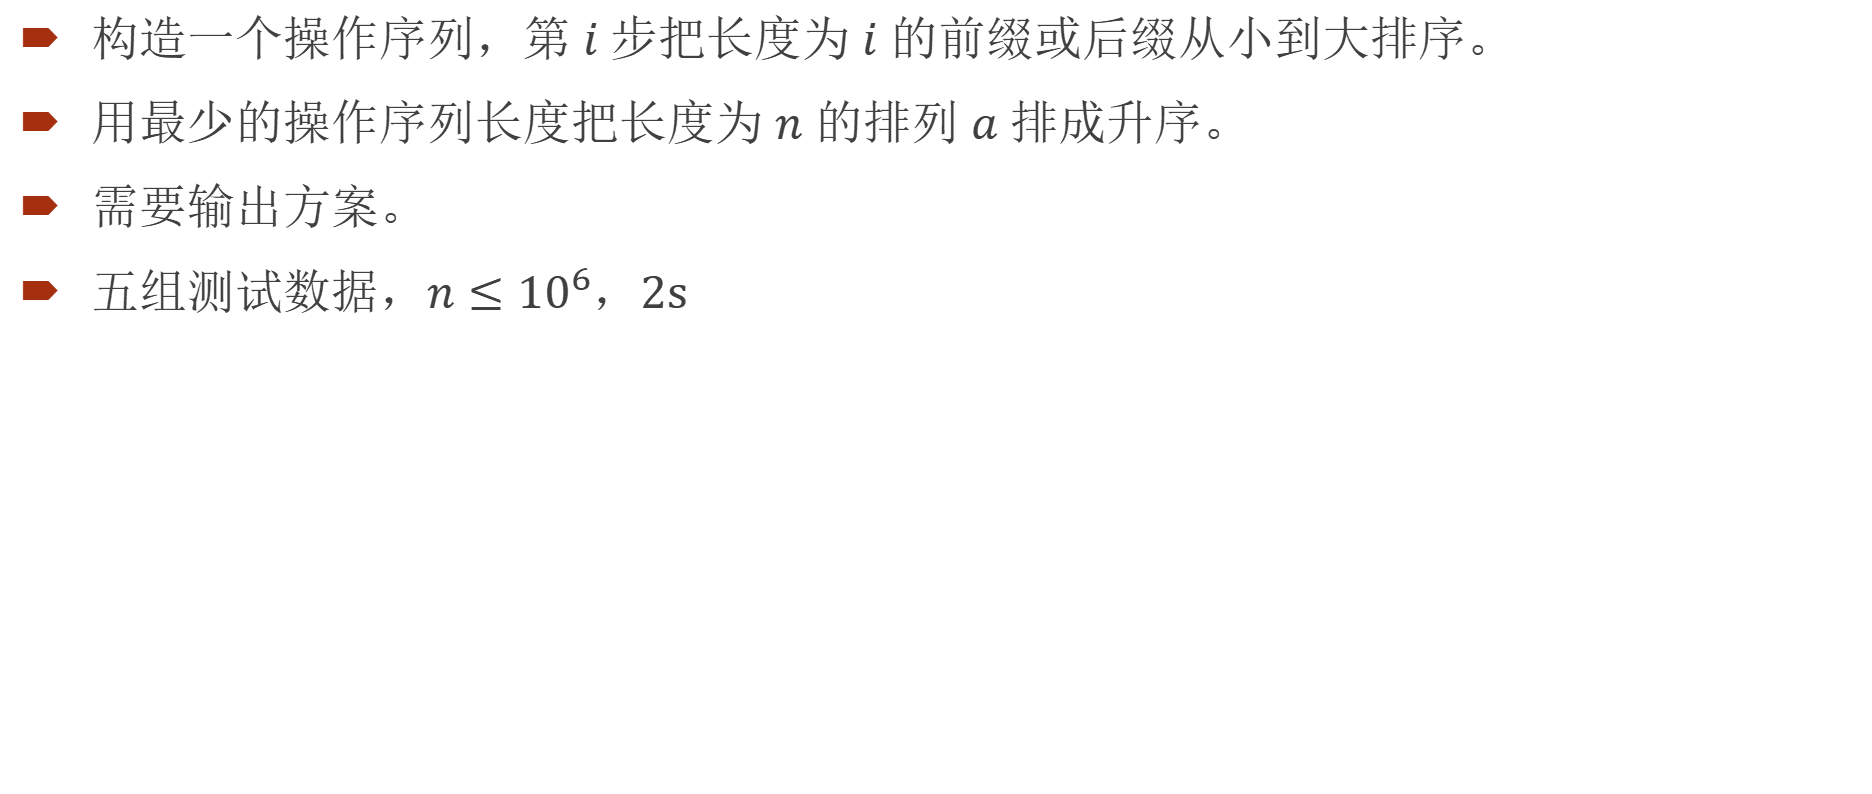 构造一个操作序列，第 i 步把长度为 i 的前缀或后缀从小到大排序。
用最少的操作序列长度把长度为 n 的排列 a 排成升序。
需要输出方案。
五组测试数据，n ≤ 10⁶，2s